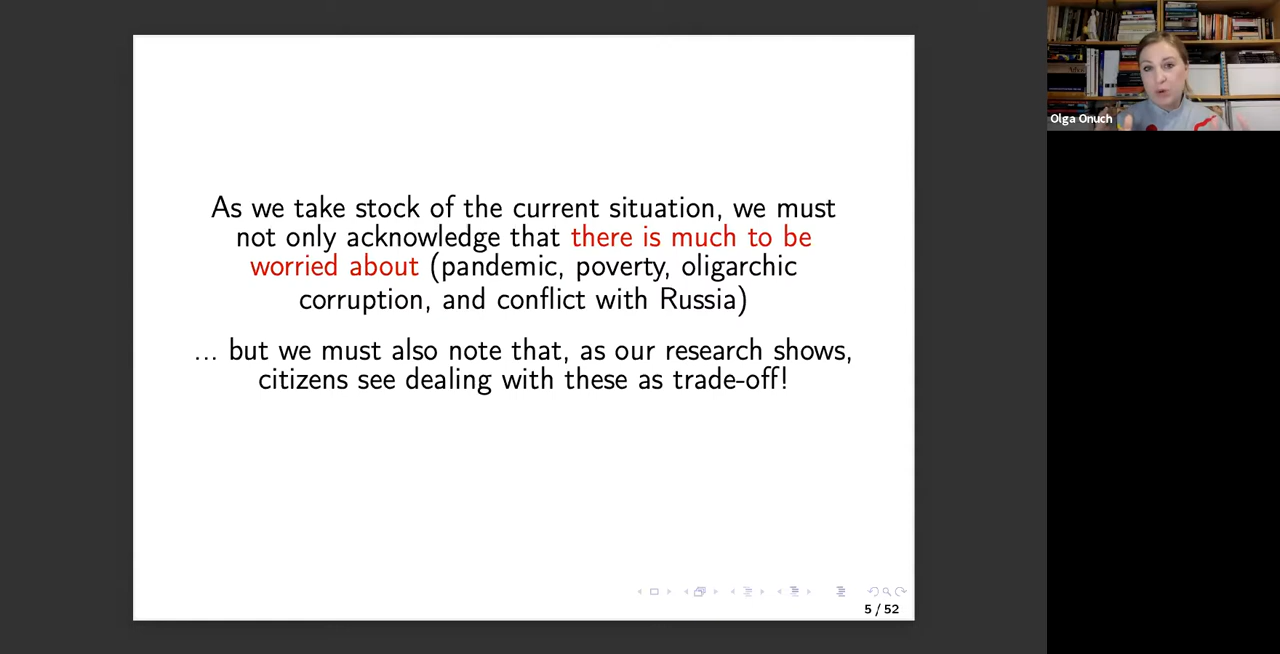 As we take stock of the current situation, we must
not only acknowledge that there is much to be
worried about (pandemic, poverty, oligarchic
corruption, and conflict with Russia)
... but we must also note that, as our research shows,
citizens see dealing with these as trade-off!
5 / 52
Olga Onuch